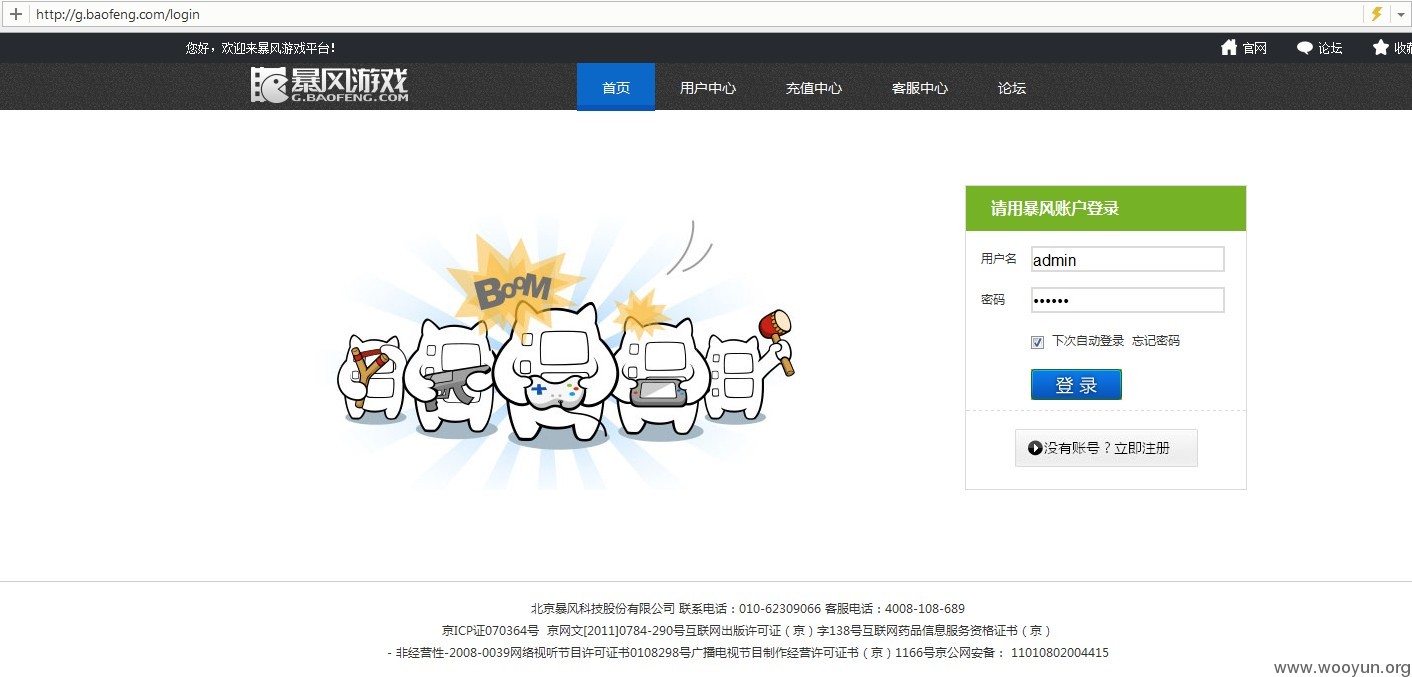 http://g.baofeng.com/login
您好，欢迎来暴风游戏平台！
官网 论坛
暴风游戏
G.BAOFENG.COM
首页 用户中心 充值中心 客服中心 论坛
BOOM
请用暴风账户登录
用户名 admin
密码 ••••••
下次自动登录 忘记密码
登 录
没有账号？立即注册
北京暴风科技股份有限公司 联系电话：010-62309066 客服电话：4008-108-689
京ICP证070364号 京网文[2011]0784-290号互联网出版许可证（京）字138号互联网药品信息服务资格证书（京）
- 非经营性-2008-0039网络视听节目许可证书0108298号广播电视节目制作经营许可证书（京）1166号京公网安备： 11010802004415
www.wooyun.org